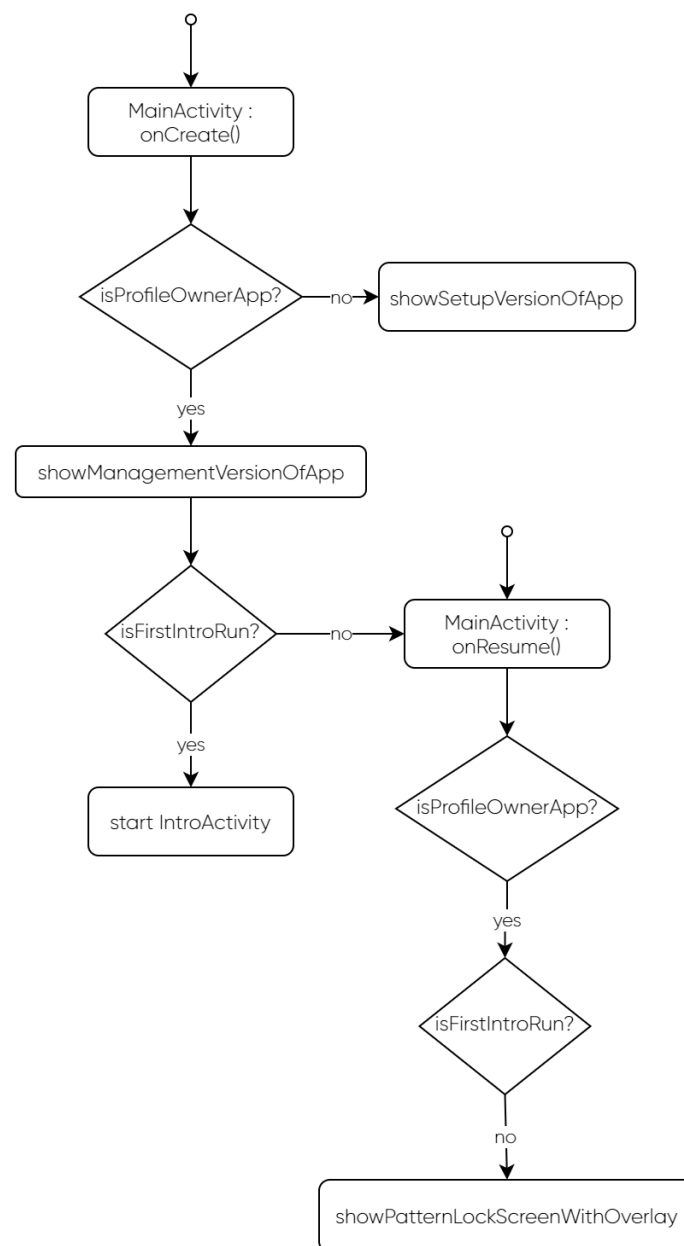 MainActivity :
onCreate()
isProfileOwnerApp?
no
showSetupVersionOfApp
yes
showManagementVersionOfApp
isFirstIntroRun?
no
MainActivity :
onResume()
yes
start IntroActivity
isProfileOwnerApp?
yes
isFirstIntroRun?
no
showPatternLockScreenWithOverlay